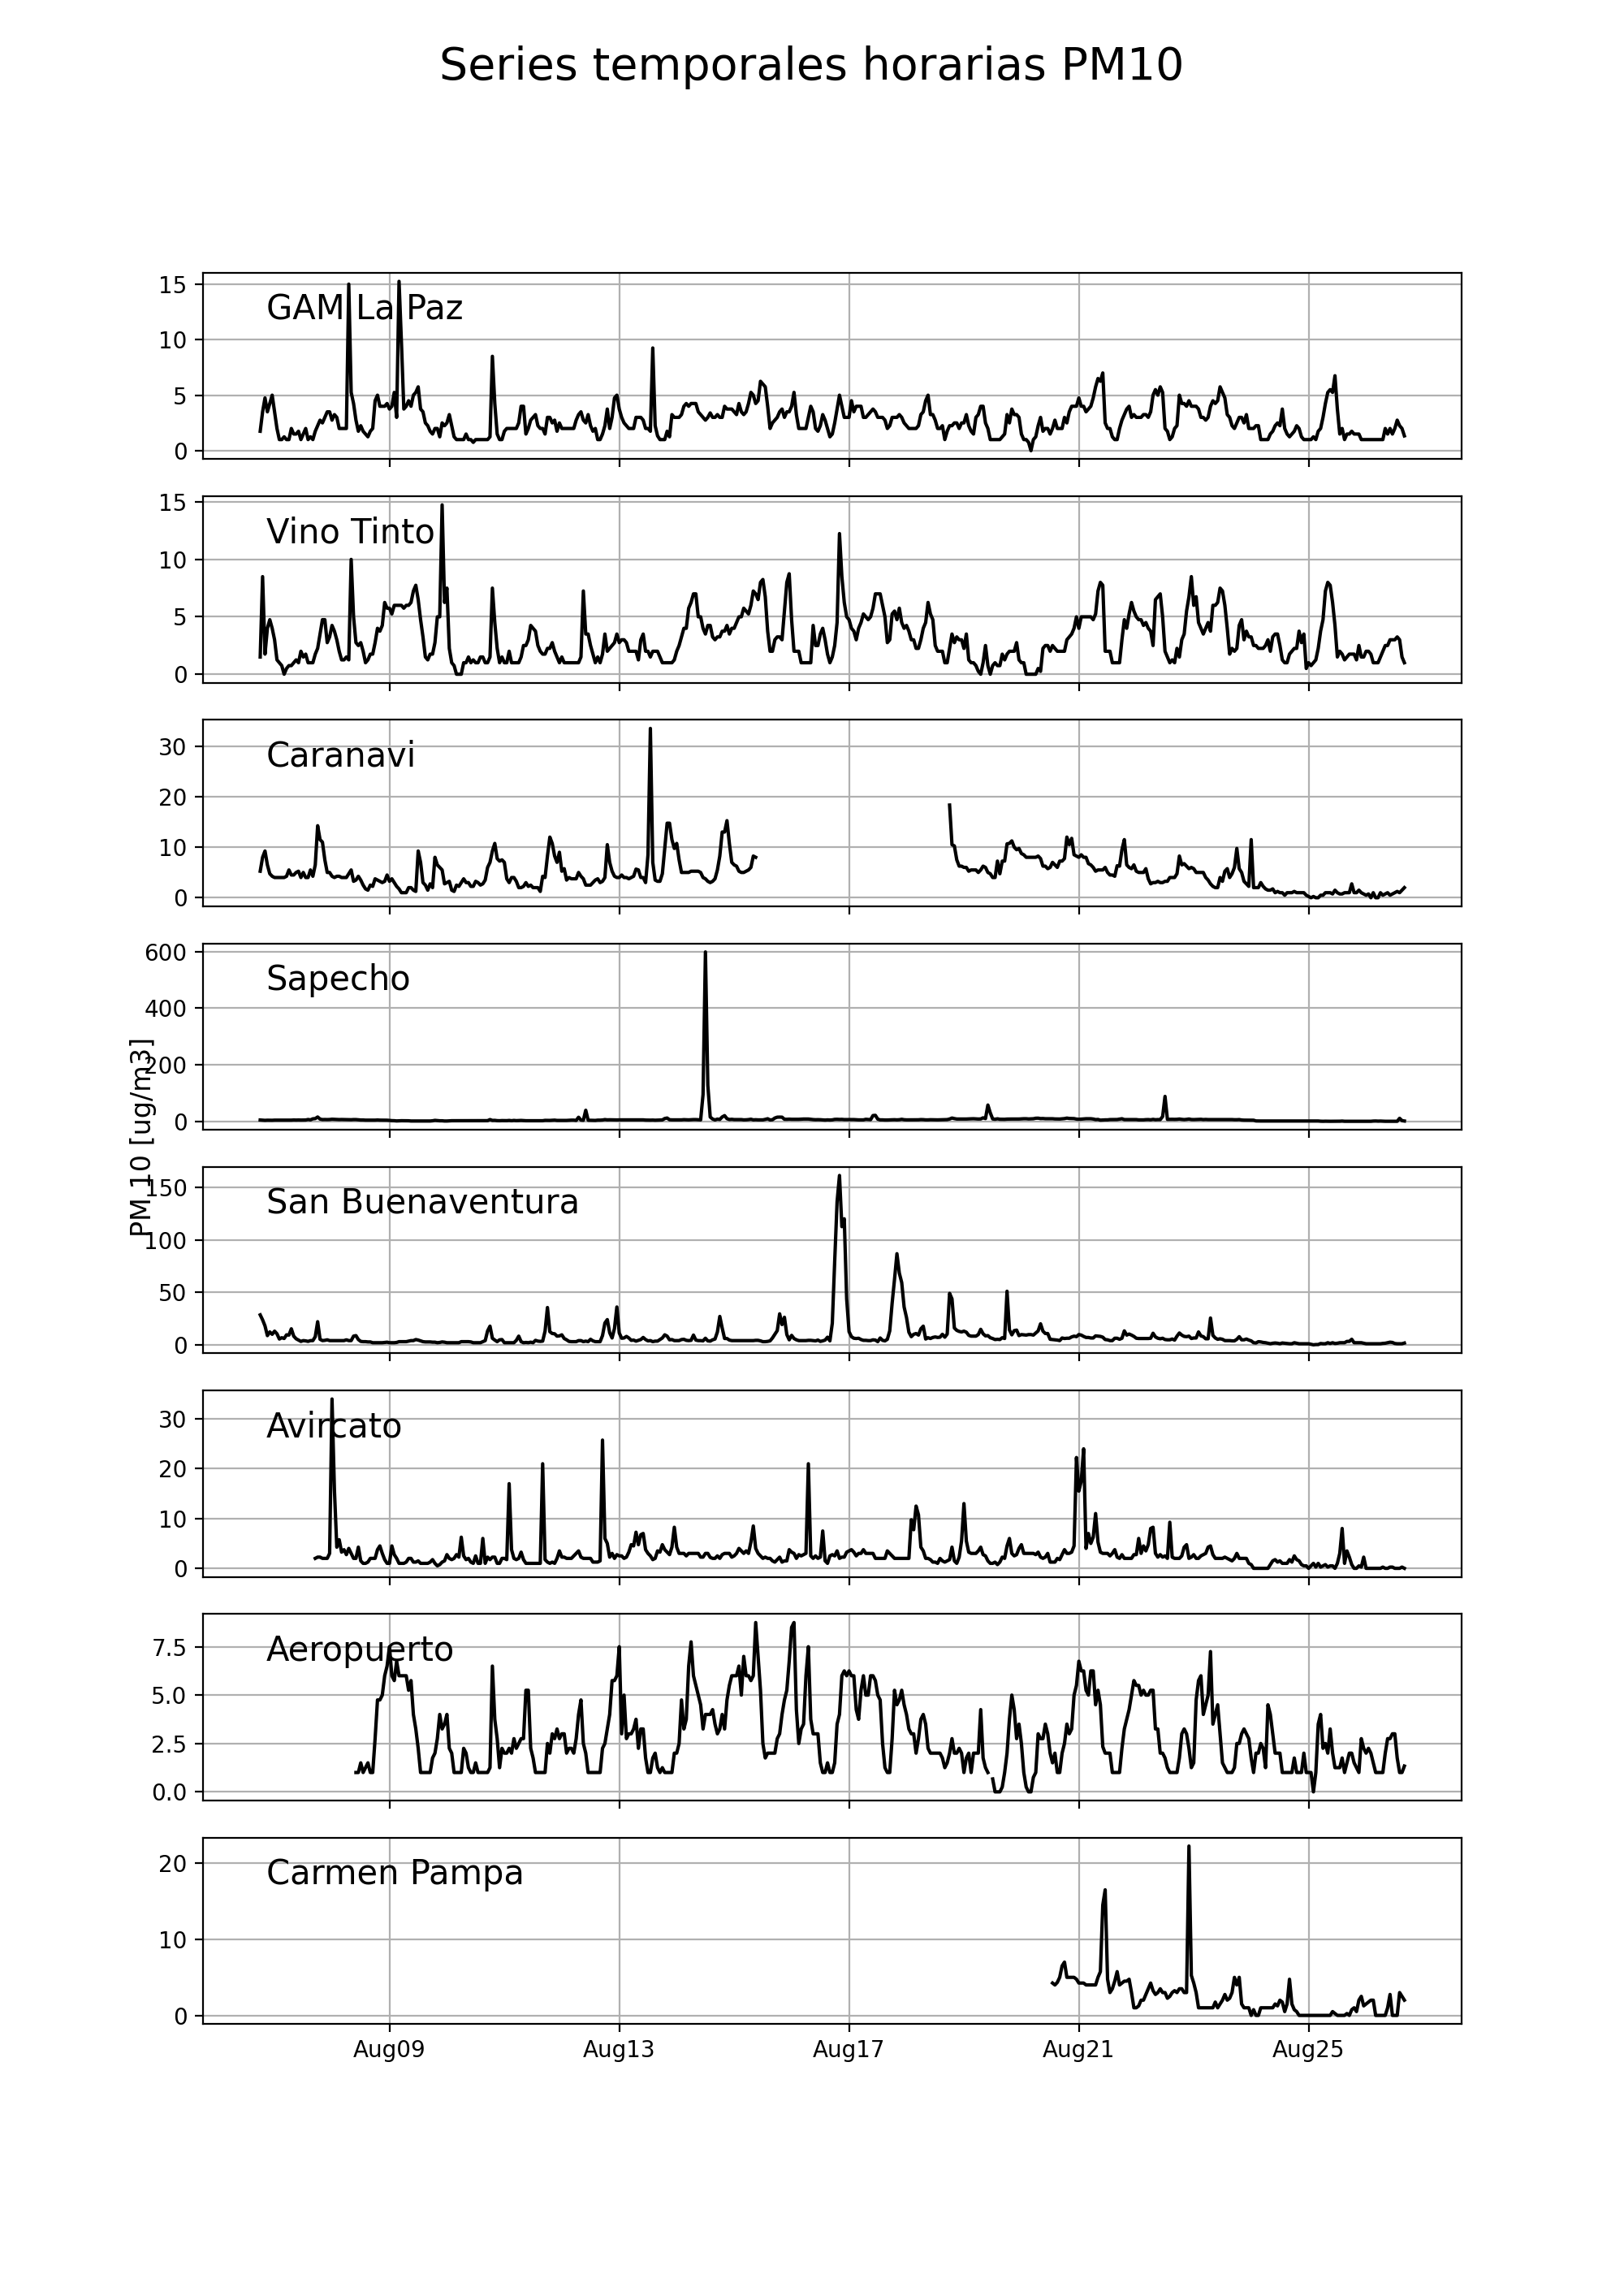 Series temporales horarias PM10
15
10
5
0
GAM La Paz
15
10
5
0
Vino Tinto
30
20
10
0
Caranavi
600
400
200
0
Sapecho
PM 10 [ug/m3]
150
100
50
0
San Buenaventura
30
20
10
0
Avircato
7.5
5.0
2.5
0.0
Aeropuerto
20
10
0
Carmen Pampa
Aug09 Aug13 Aug17 Aug21 Aug25